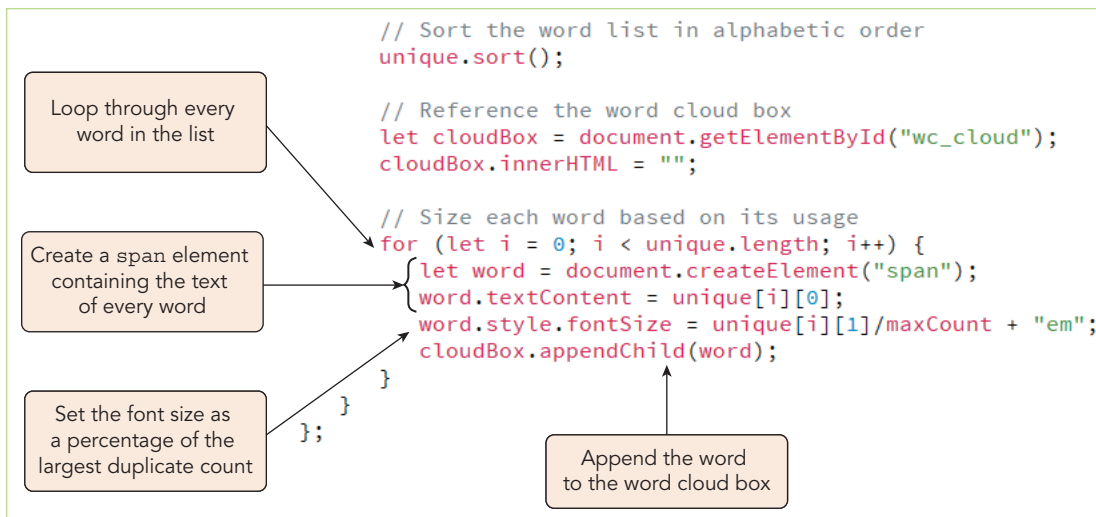 // Sort the word list in alphabetic order
unique.sort();
Loop through every
word in the list
// Reference the word cloud box
let cloudBox = document.getElementById("wc_cloud");
cloudBox.innerHTML = "";
// Size each word based on its usage
for (let i = 0; i < unique.length; i++) {
Create a span element
containing the text
of every word
let word = document.createElement("span");
word.textContent = unique[i][0];
word.style.fontSize = unique[i][1]/maxCount + "em";
cloudBox.appendChild(word);
}
}
};
Set the font size as
a percentage of the
largest duplicate count
Append the word
to the word cloud box